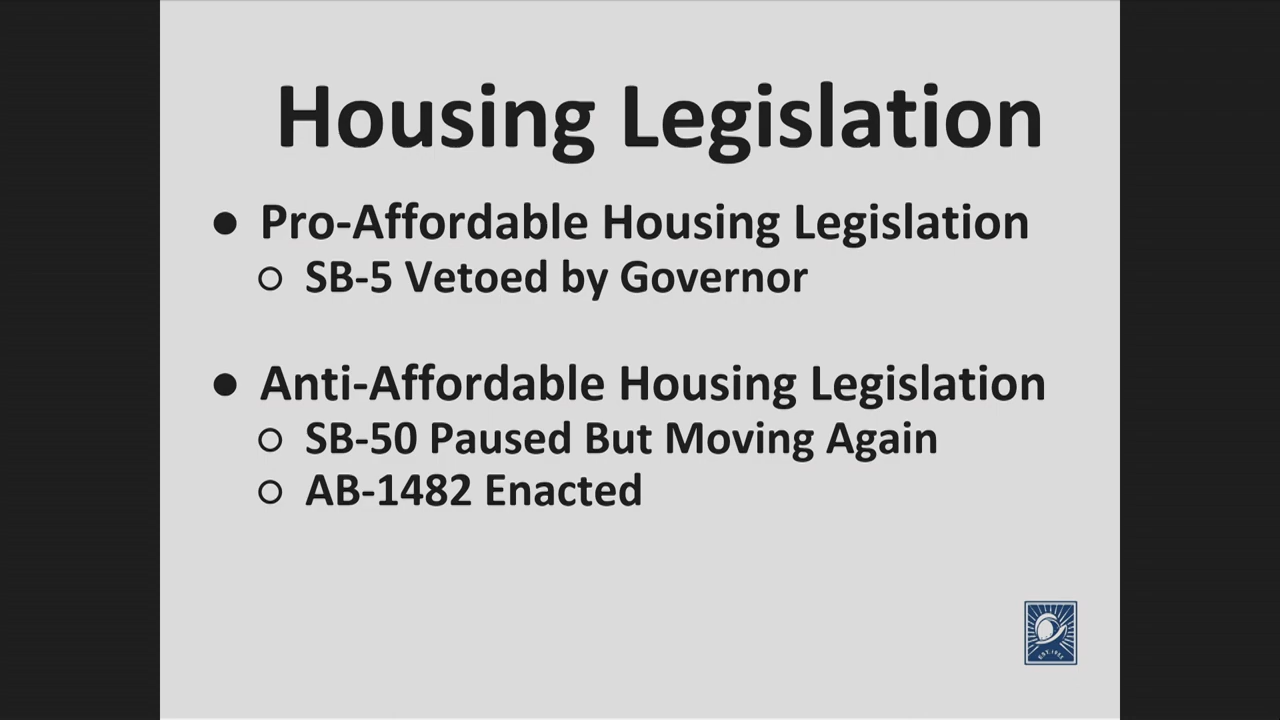 Housing Legislation
● Pro-Affordable Housing Legislation
○ SB-5 Vetoed by Governor
● Anti-Affordable Housing Legislation
○ SB-50 Paused But Moving Again
○ AB-1482 Enacted